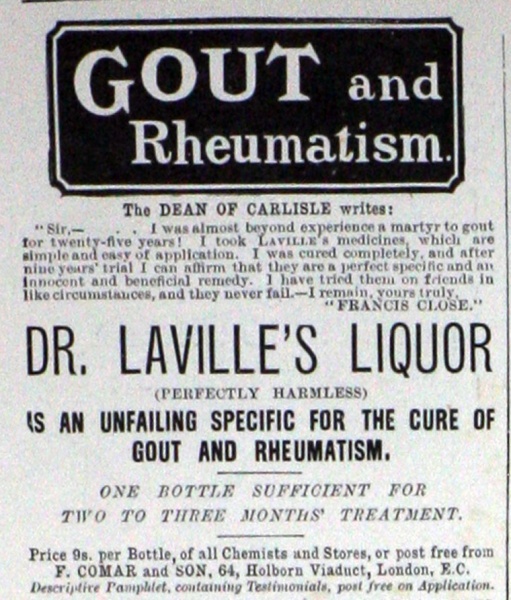 GOUT and
Rheumatism.
The DEAN OF CARLISLE writes:
"Sir,— . . I was almost beyond experience a martyr to gout
for twenty-five years! I took LAVILLE'S medicines, which are
simple and easy of application. I was cured completely, and after
nine years' trial I can affirm that they are a perfect specific and an
innocent and beneficial remedy. I have tried them on friends in
like circumstances, and they never fail.—I remain, yours truly,
"FRANCIS CLOSE."
DR. LAVILLE'S LIQUOR
(PERFECTLY HARMLESS)
IS AN UNFAILING SPECIFIC FOR THE CURE OF
GOUT AND RHEUMATISM.
ONE BOTTLE SUFFICIENT FOR
TWO TO THREE MONTHS' TREATMENT.
Price 9s. per Bottle, of all Chemists and Stores, or post free from
F. COMAR and SON, 64, Holborn Viaduct, London, E.C.
Descriptive Pamphlet, containing Testimonials, post free on Application.